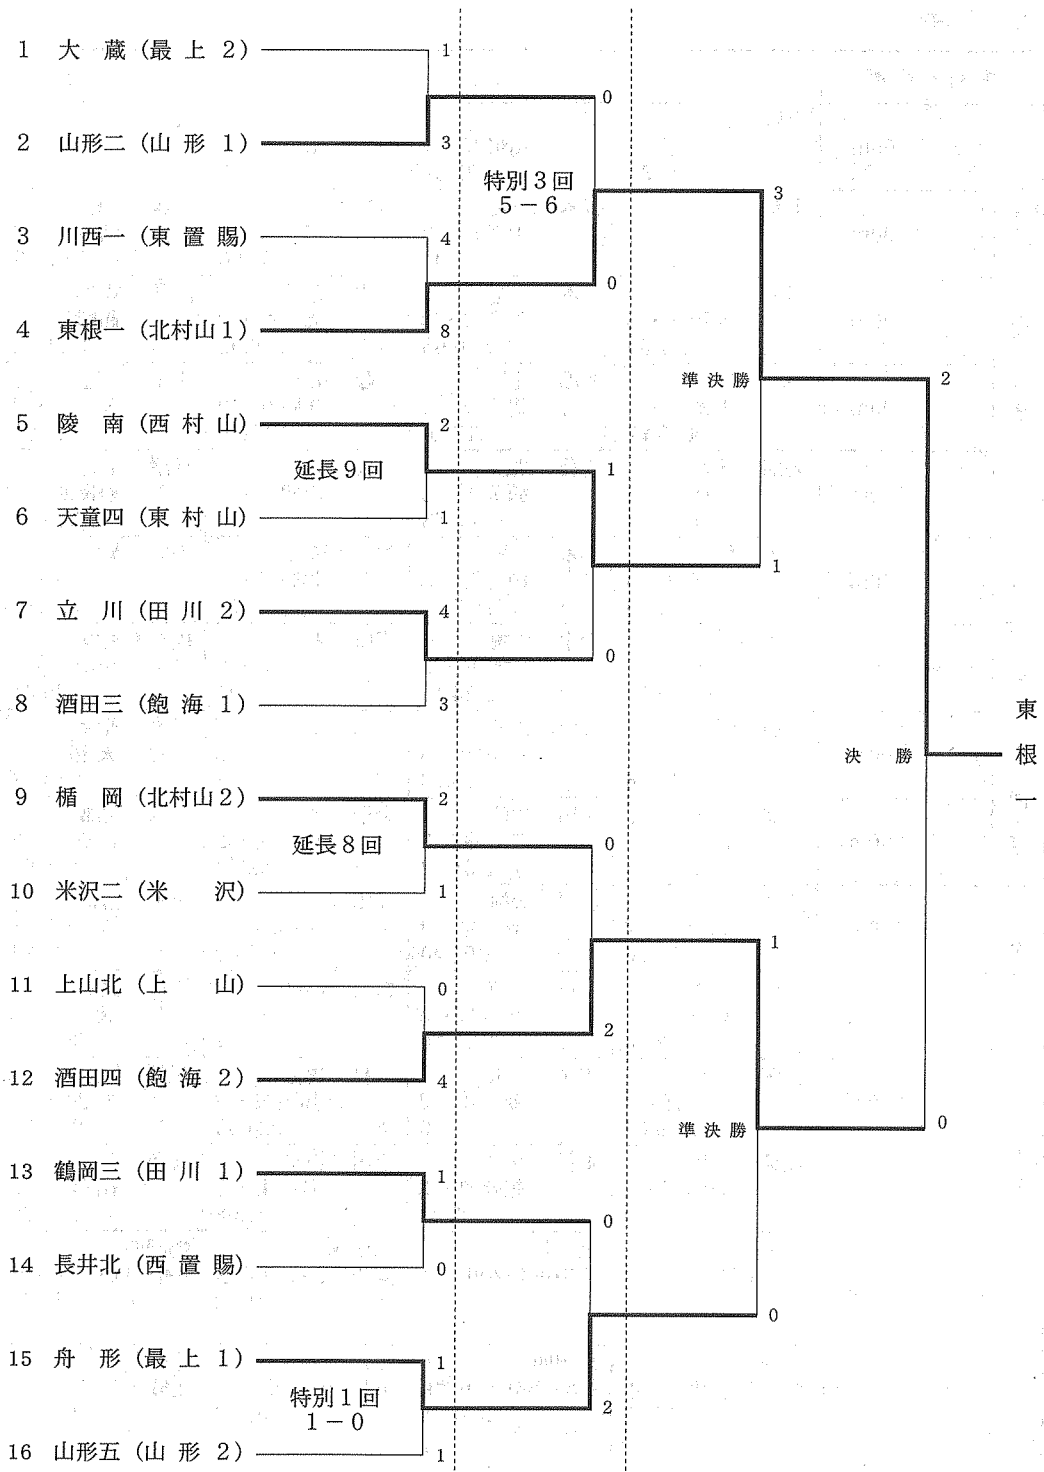 1 大 蔵 (最 上 2) 1
0
2 山形二 (山 形 1) 3
特別3回
5－6
3
3 川西一 (東 置 賜) 4
0
4 東根一 (北村山1) 8
準 決 勝
2
5 陵 南 (西 村 山) 2
延長9回
1
6 天童四 (東 村 山) 1
1
7 立 川 (田 川 2) 4
0
8 酒田三 (飽 海 1) 3
決 勝
東根一
9 楯 岡 (北村山2) 2
延長8回
0
10 米沢二 (米 沢) 1
1
11 上山北 (上 山) 0
2
12 酒田四 (飽 海 2) 4
準 決 勝
0
13 鶴岡三 (田 川 1) 1
0
14 長井北 (西 置 賜) 0
0
15 舟 形 (最 上 1) 1
特別1回
1－0
2
16 山形五 (山 形 2) 1